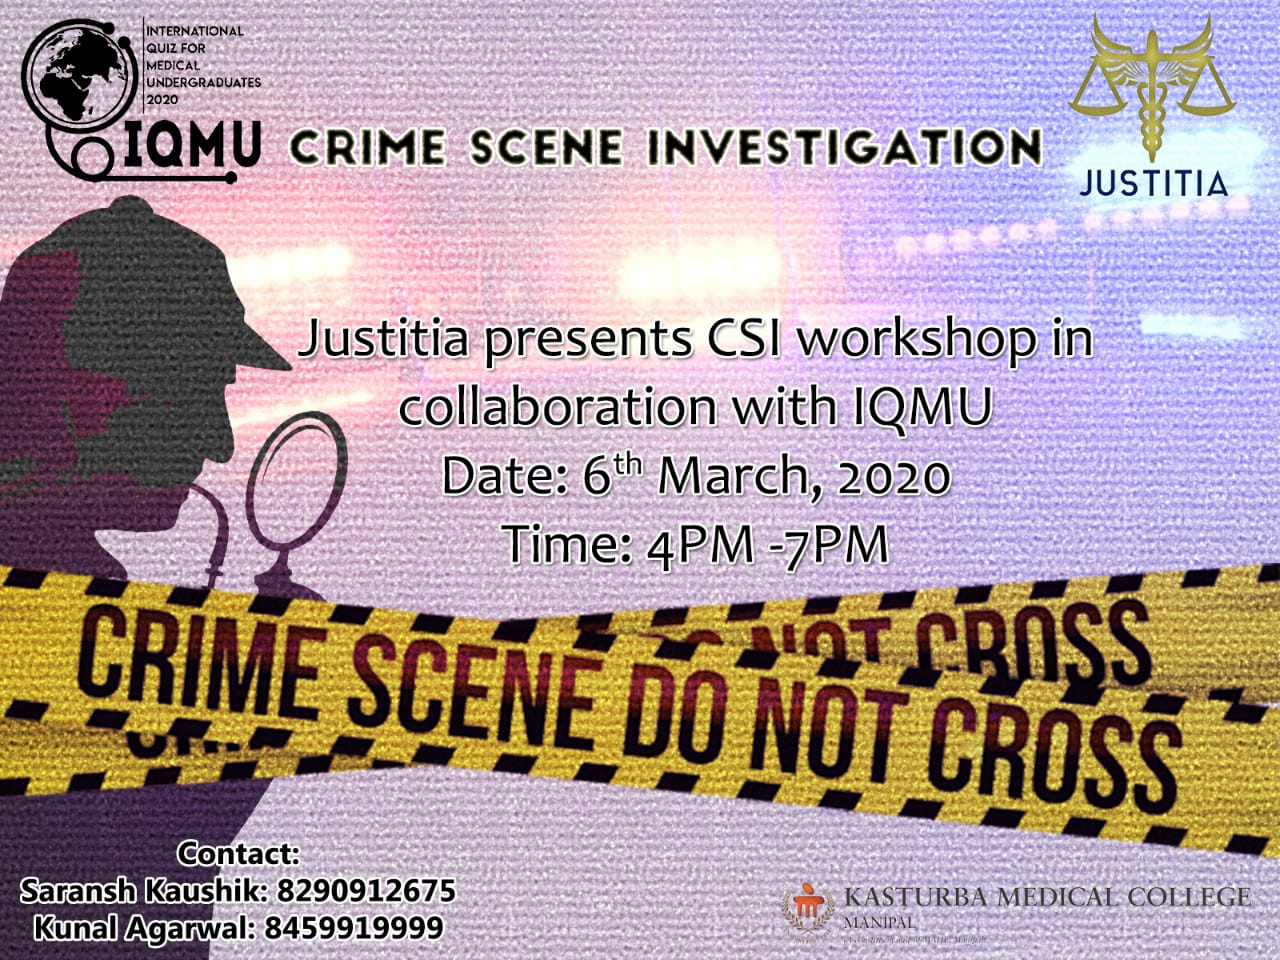 INTERNATIONAL
QUIZ FOR
MEDICAL
UNDERGRADUATES
2020
IQMU
CRIME SCENE INVESTIGATION
JUSTITIA
Justitia presents CSI workshop in
collaboration with IQMU
Date: 6th March, 2020
Time: 4PM -7PM
NOT CROSS
CRIME SCENE DO NOT CROSS
Contact:
Saransh Kaushik: 8290912675
Kunal Agarwal: 8459919999
KASTURBA MEDICAL COLLEGE
MANIPAL